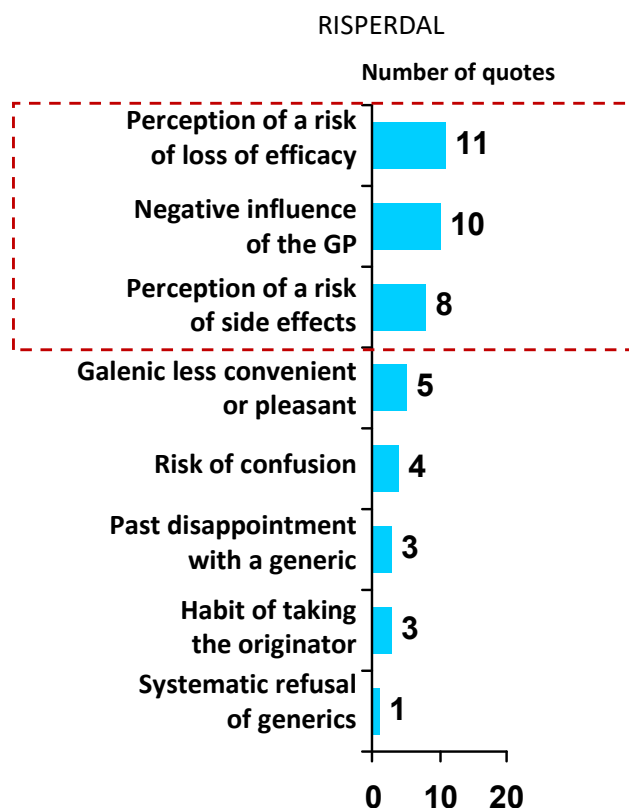 RISPERDAL
Number of quotes
Perception of a risk
of loss of efficacy
11
Negative influence
of the GP
10
Perception of a risk
of side effects
8
Galenic less convenient
or pleasant
5
Risk of confusion
4
Past disappointment
with a generic
3
Habit of taking
the originator
3
Systematic refusal
of generics
1
0 10 20